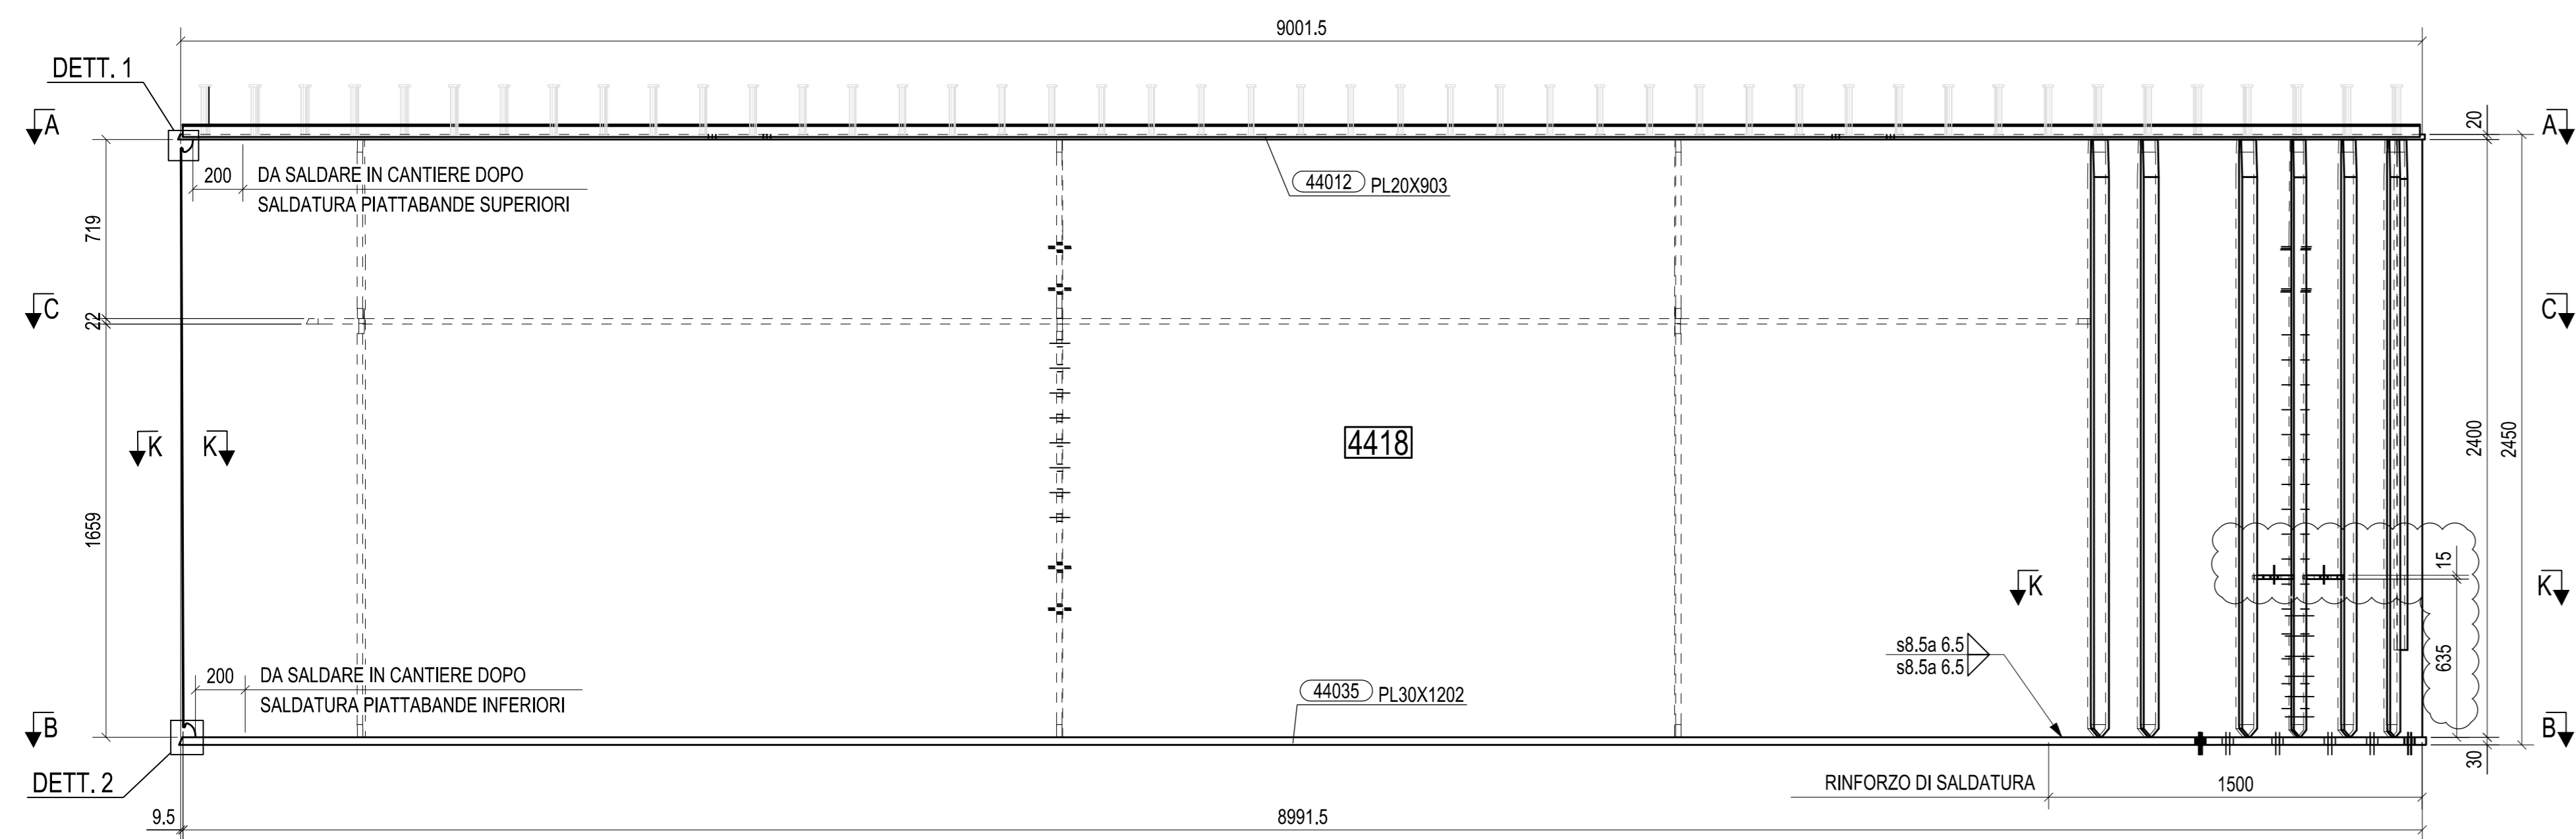 9001.5
DETT. 1
A
A
20
200
DA SALDARE IN CANTIERE DOPO
SALDATURA PIATTABANDE SUPERIORI
44012 PL20X903
719
C
C
22
K
K
4418
2400
2450
1659
15
K
K
s8.5a 6.5
s8.5a 6.5
635
200
DA SALDARE IN CANTIERE DOPO
SALDATURA PIATTABANDE INFERIORI
44035 PL30X1202
B
B
30
DETT. 2
RINFORZO DI SALDATURA
1500
9.5
8991.5